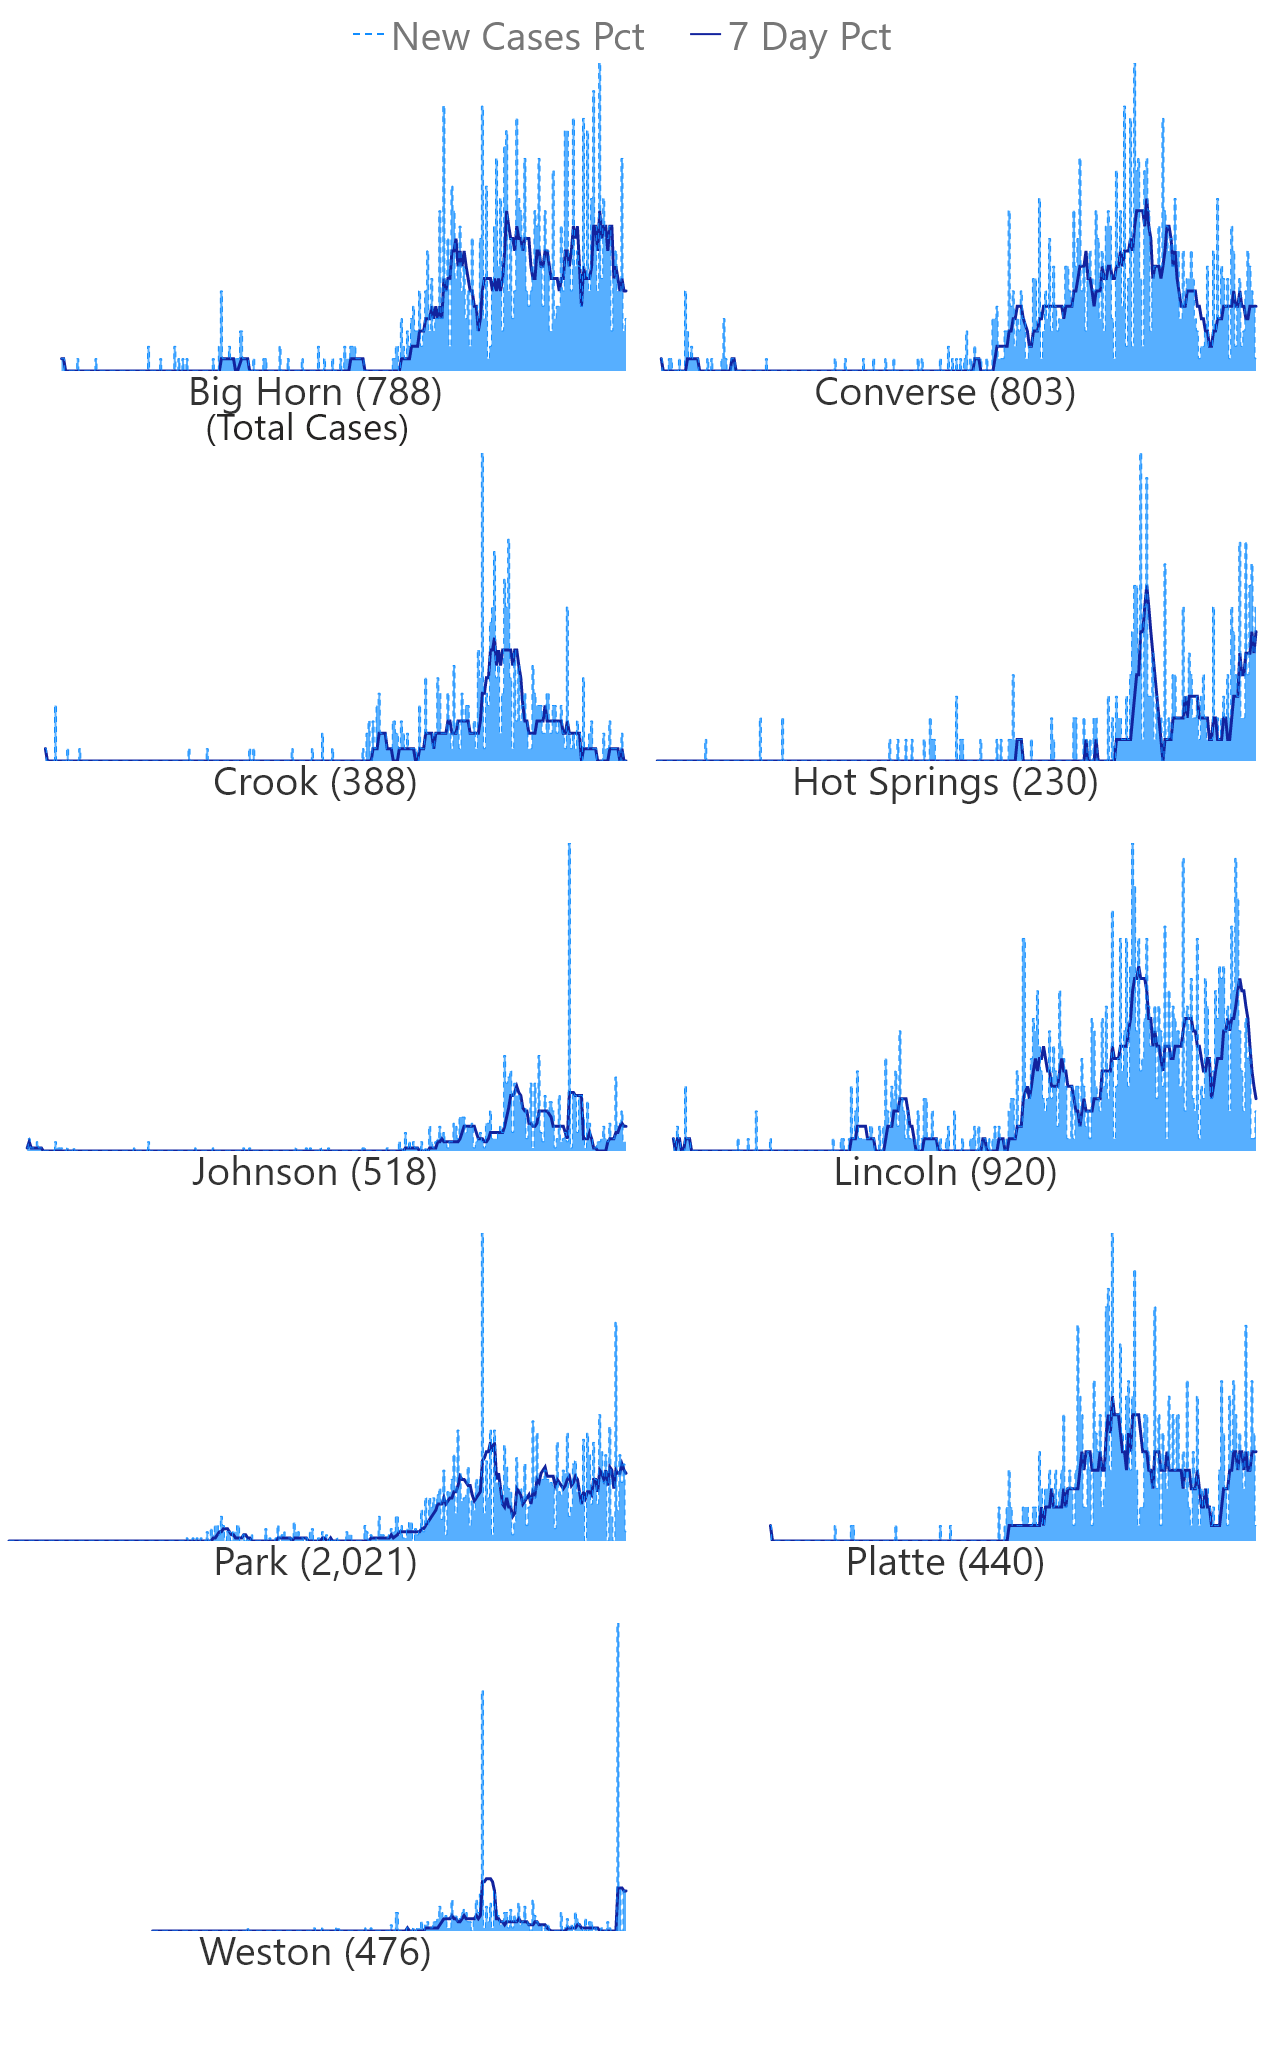 New Cases Pct 7 Day Pct
Big Horn (788) Converse (803)
(Total Cases)
Crook (388) Hot Springs (230)
Johnson (518) Lincoln (920)
Park (2,021) Platte (440)
Weston (476)